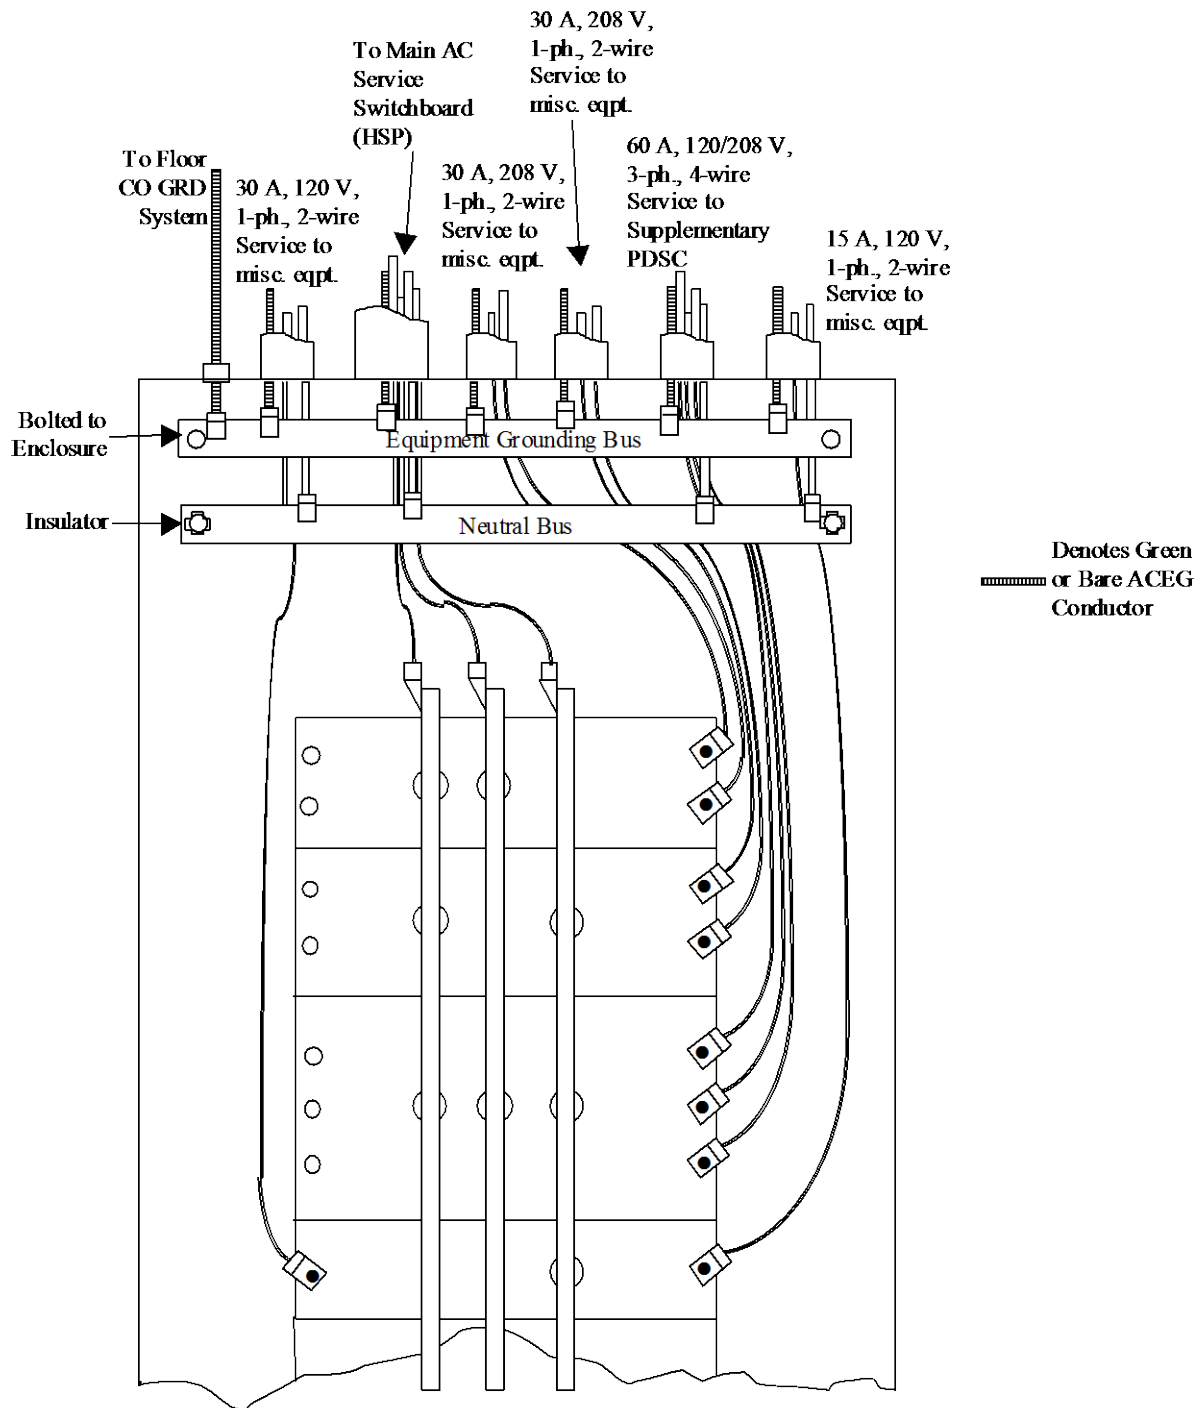 30 A, 208 V,
1-ph., 2-wire
Service to
misc. eqpt.
To Main AC
Service
Switchboard
(HSP)
To Floor
CO GRD
System
30 A, 120 V,
1-ph., 2-wire
Service to
misc. eqpt.
30 A, 208 V,
1-ph., 2-wire
Service to
misc. eqpt.
60 A, 120/208 V,
3-ph., 4-wire
Service to
Supplementary
PDSC
15 A, 120 V,
1-ph., 2-wire
Service to
misc. eqpt.
Bolted to
Enclosure
Equipment Grounding Bus
Insulator
Neutral Bus
Denotes Green
or Bare ACEG
Conductor